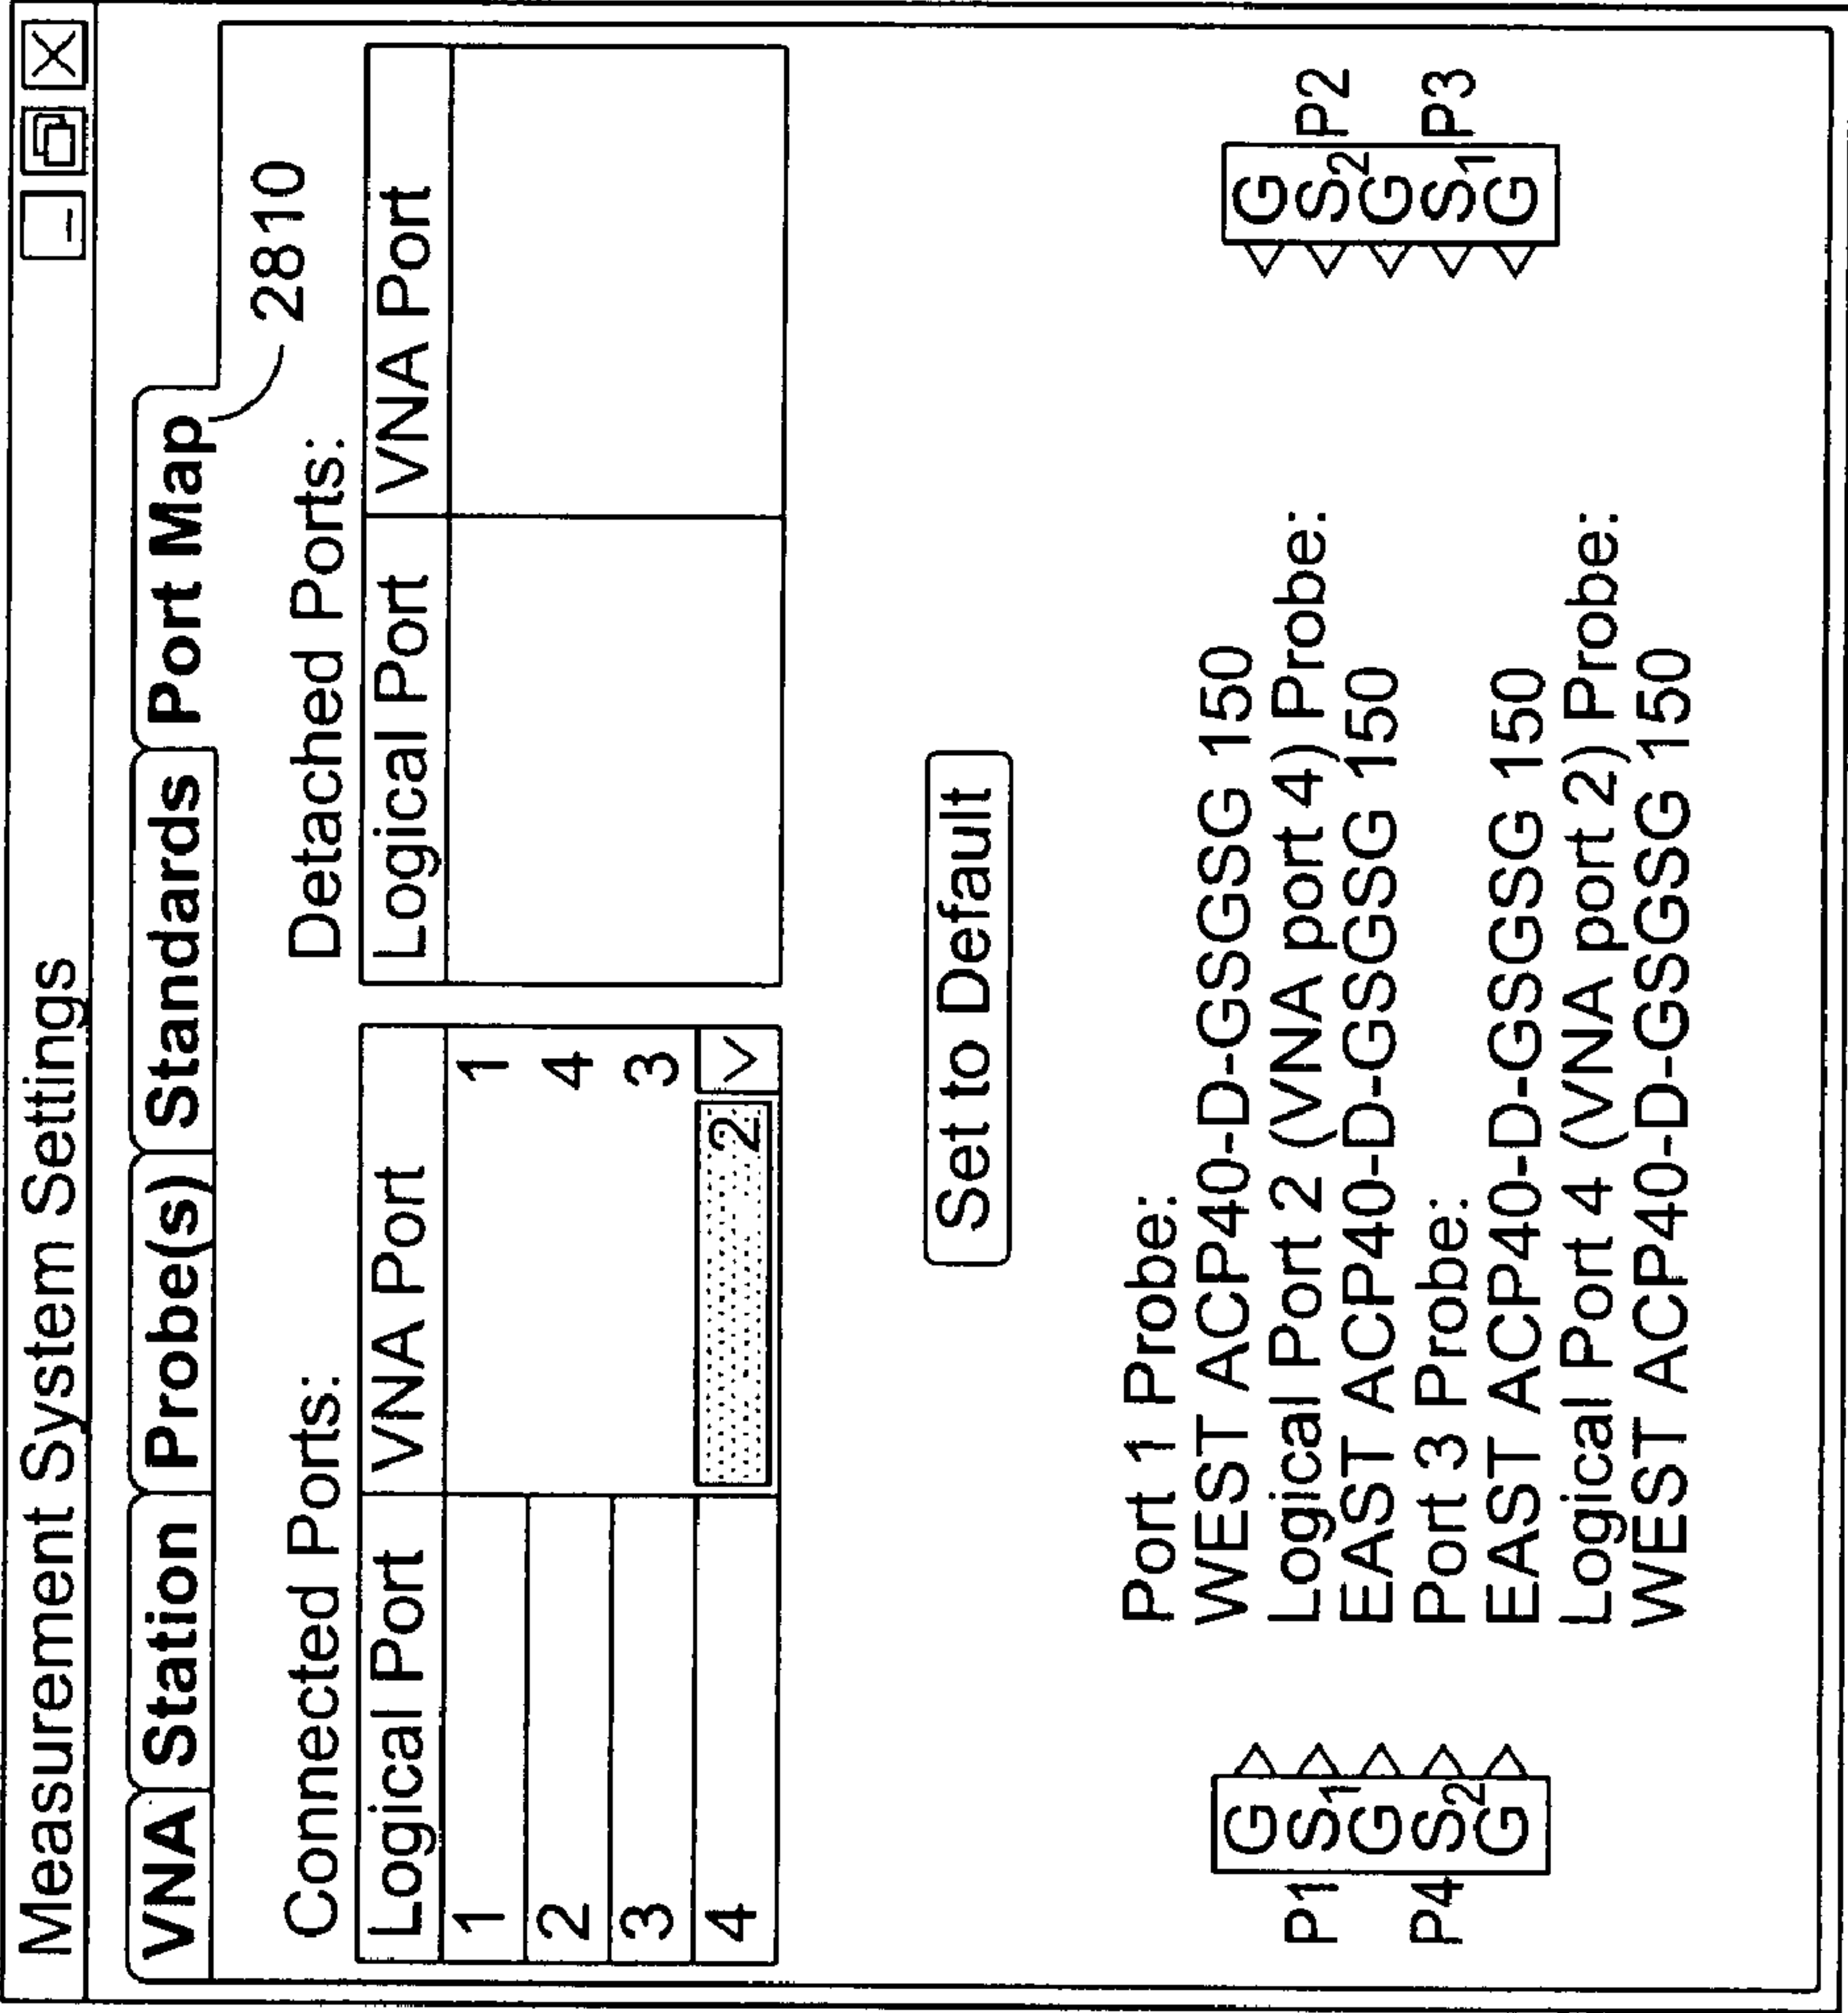 Measurement System Settings
VNA Station Probe(s) Standards Port Map
2810
Connected Ports:
Logical Port VNA Port
1 1
2 4
3 3
4 2
Detached Ports:
Logical Port VNA Port
Set to Default
Port 1 Probe:
WEST ACP40-D-GSGSG 150
Logical Port 2 (VNA port 4) Probe:
EAST ACP40-D-GSGSG 150
Port 3 Probe:
EAST ACP40-D-GSGSG 150
Logical Port 4 (VNA port 2) Probe:
WEST ACP40-D-GSGSG 150
G
P1 S1
G
P4 S2
G
G
S2 P2
G
S1 P3
G